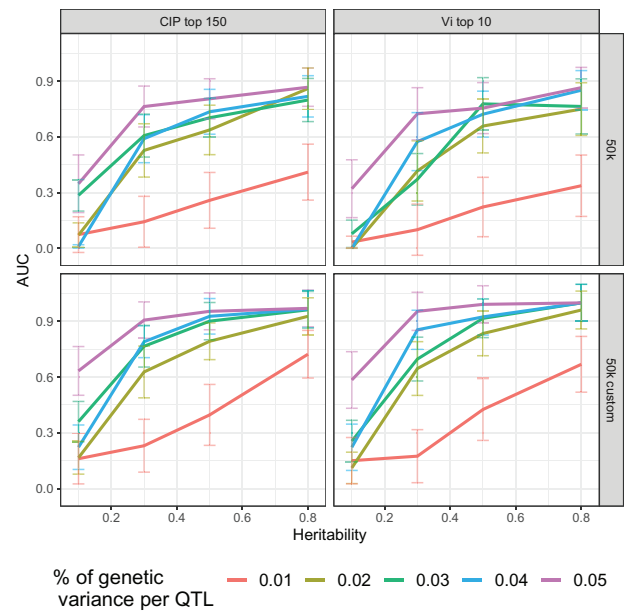 CIP top 150
Vi top 10
0.9
0.6
0.3
0.0
50k
AUC
0.9
0.6
0.3
0.0
50k custom
0.2 0.4 0.6 0.8
0.2 0.4 0.6 0.8
Heritability
% of genetic
variance per QTL
0.01 0.02 0.03 0.04 0.05